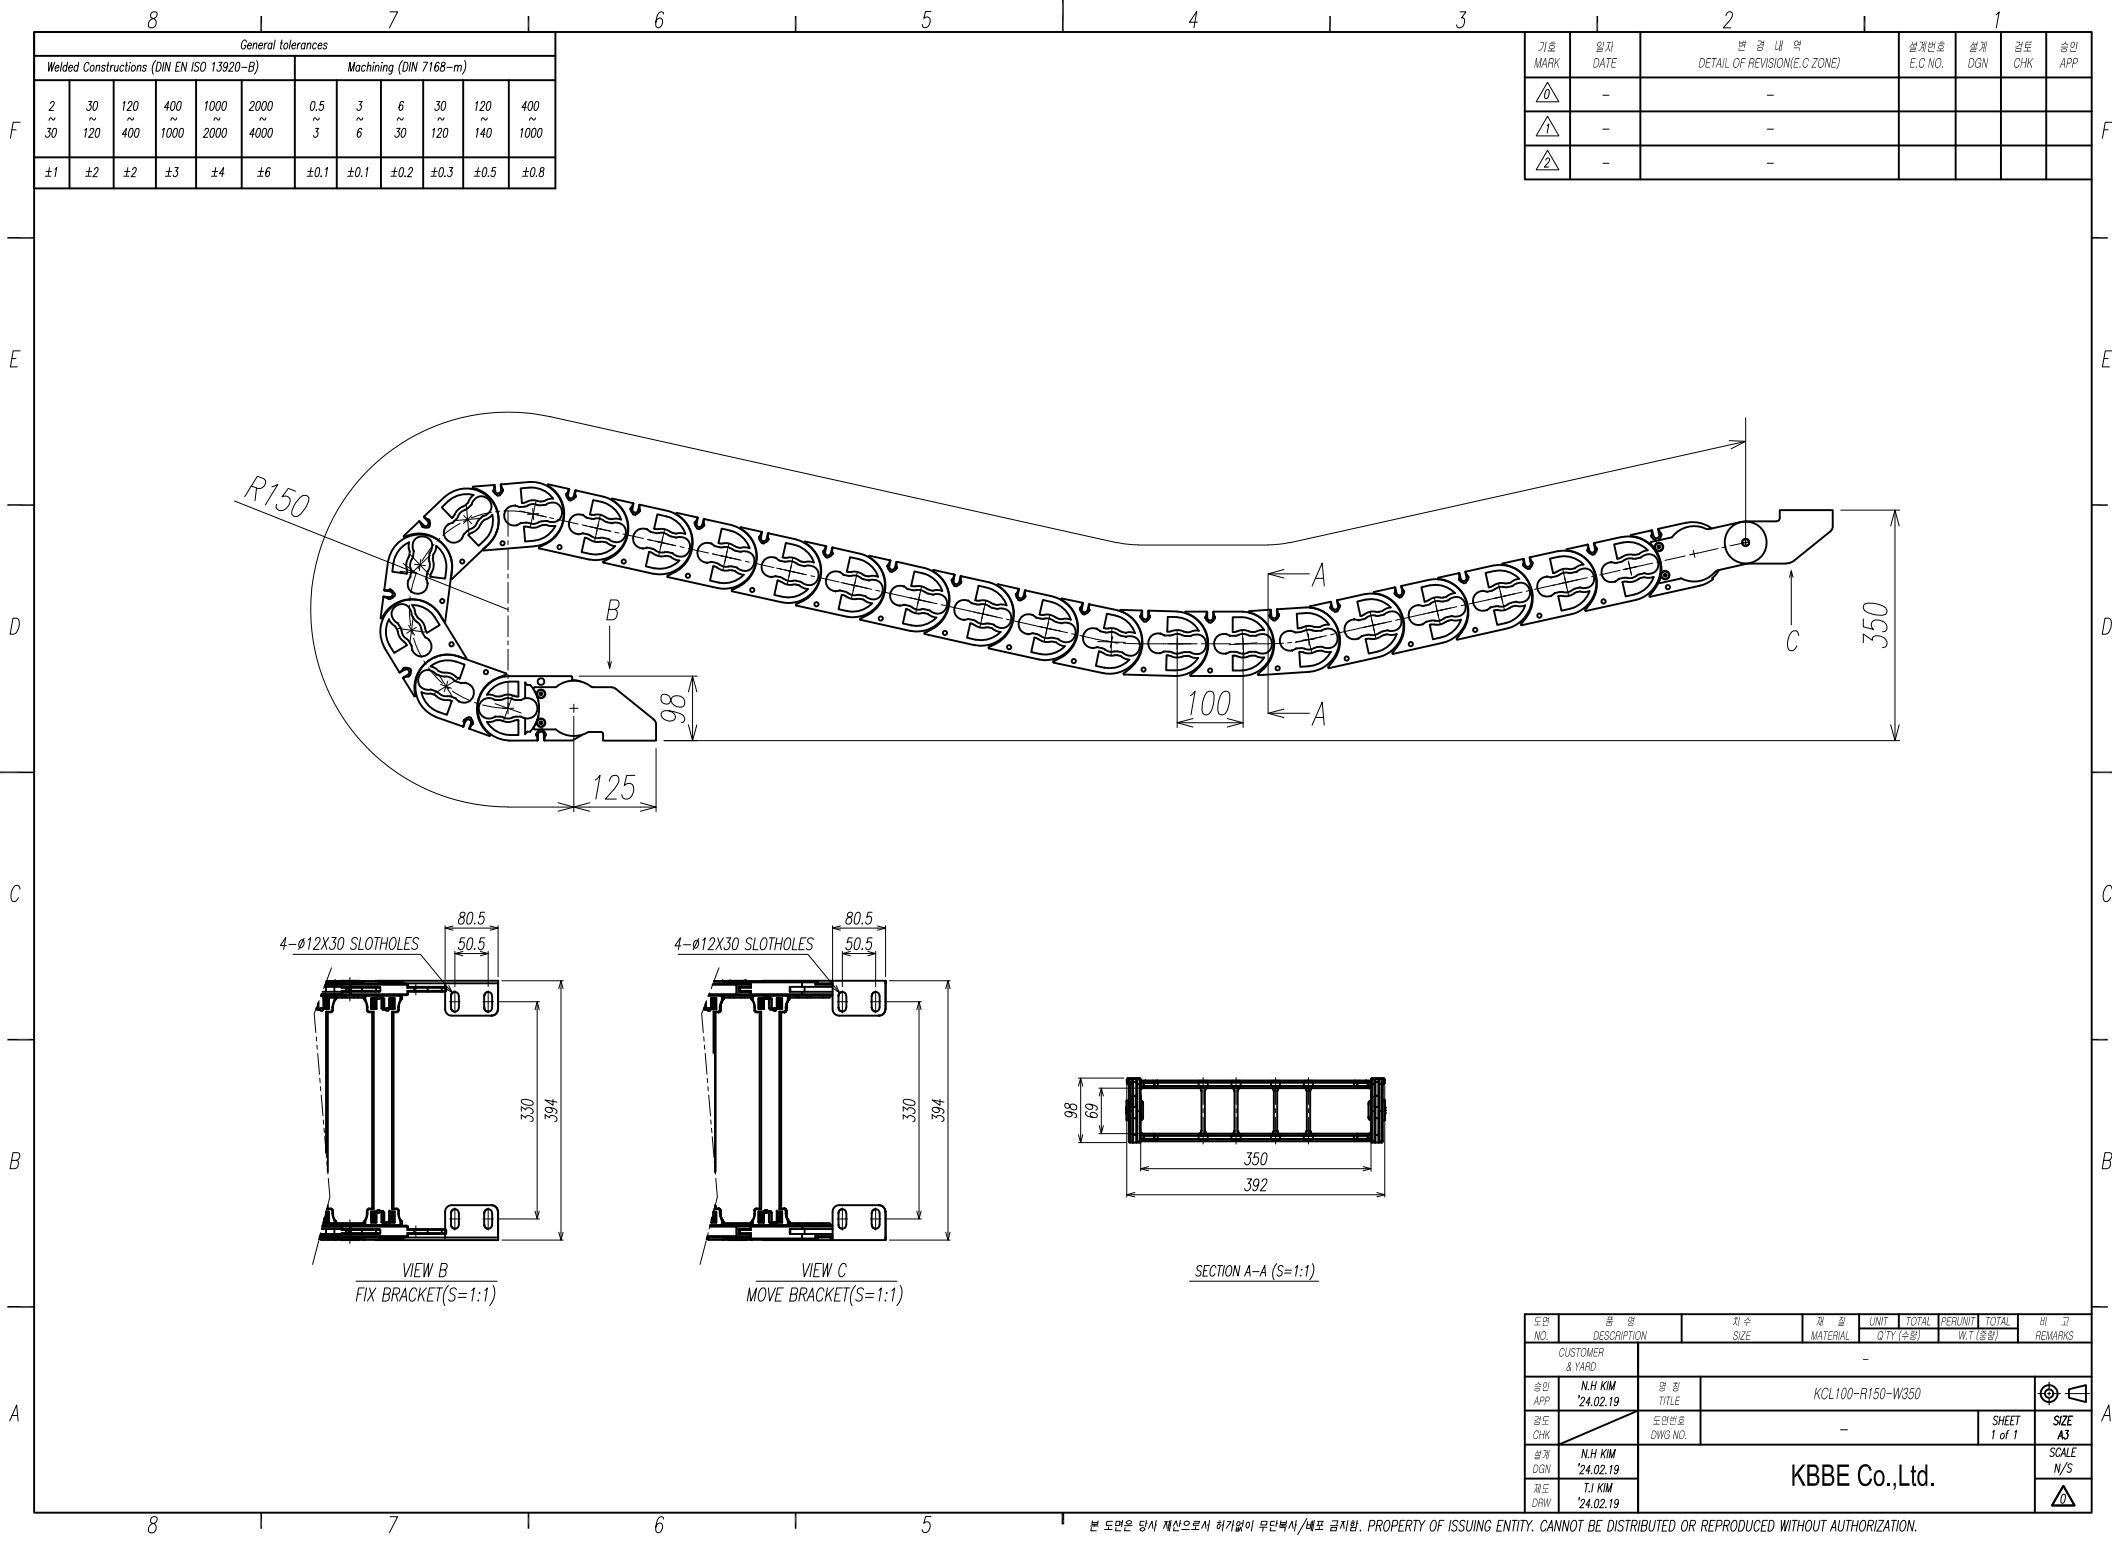 8 7 6 5 4 3 2 1
General tolerances
Welded Constructions (DIN EN ISO 13920-B) Machining (DIN 7168-m)
2 ~ 30 30 ~ 120 120 ~ 400 400 ~ 1000 1000 ~ 2000 2000 ~ 4000 0.5 ~ 3 3 ~ 6 6 ~ 30 30 ~ 120 120 ~ 140 400 ~ 1000
±1 ±2 ±2 ±3 ±4 ±6 ±0.1 ±0.1 ±0.2 ±0.3 ±0.5 ±0.8
기호 일자 변 경 내 역 설계번호 설계 검토 승인
MARK DATE DETAIL OF REVISION(E.C ZONE) E.C NO. DGN CHK APP
0 - -
1 - -
2 - -
F F
E E
D D
C C
B B
A A
R150
B
A
A
C
350
98
100
125
80.5
50.5
4-ø12X30 SLOTHOLES
330
394
VIEW B
FIX BRACKET(S=1:1)
80.5
50.5
4-ø12X30 SLOTHOLES
330
394
VIEW C
MOVE BRACKET(S=1:1)
98
69
350
392
SECTION A-A (S=1:1)
도면 품 명 치 수 재 질 UNIT TOTAL PERUNIT TOTAL 비 고
NO. DESCRIPTION SIZE MATERIAL Q'TY (수량) W.T (중량) REMARKS
CUSTOMER
& YARD
-
승인 APP N.H KIM '24.02.19
명 칭 TITLE KCL100-R150-W350
검도 CHK
도면번호 DWG NO. -
SHEET 1 of 1
SIZE A3
설계 DGN N.H KIM '24.02.19
KBBE Co.,Ltd.
SCALE N/S
제도 DRW T.I KIM '24.02.19
0
8 7 6 5
본 도면은 당사 재산으로서 허가없이 무단복사/배포 금지함. PROPERTY OF ISSUING ENTITY. CANNOT BE DISTRIBUTED OR REPRODUCED WITHOUT AUTHORIZATION.